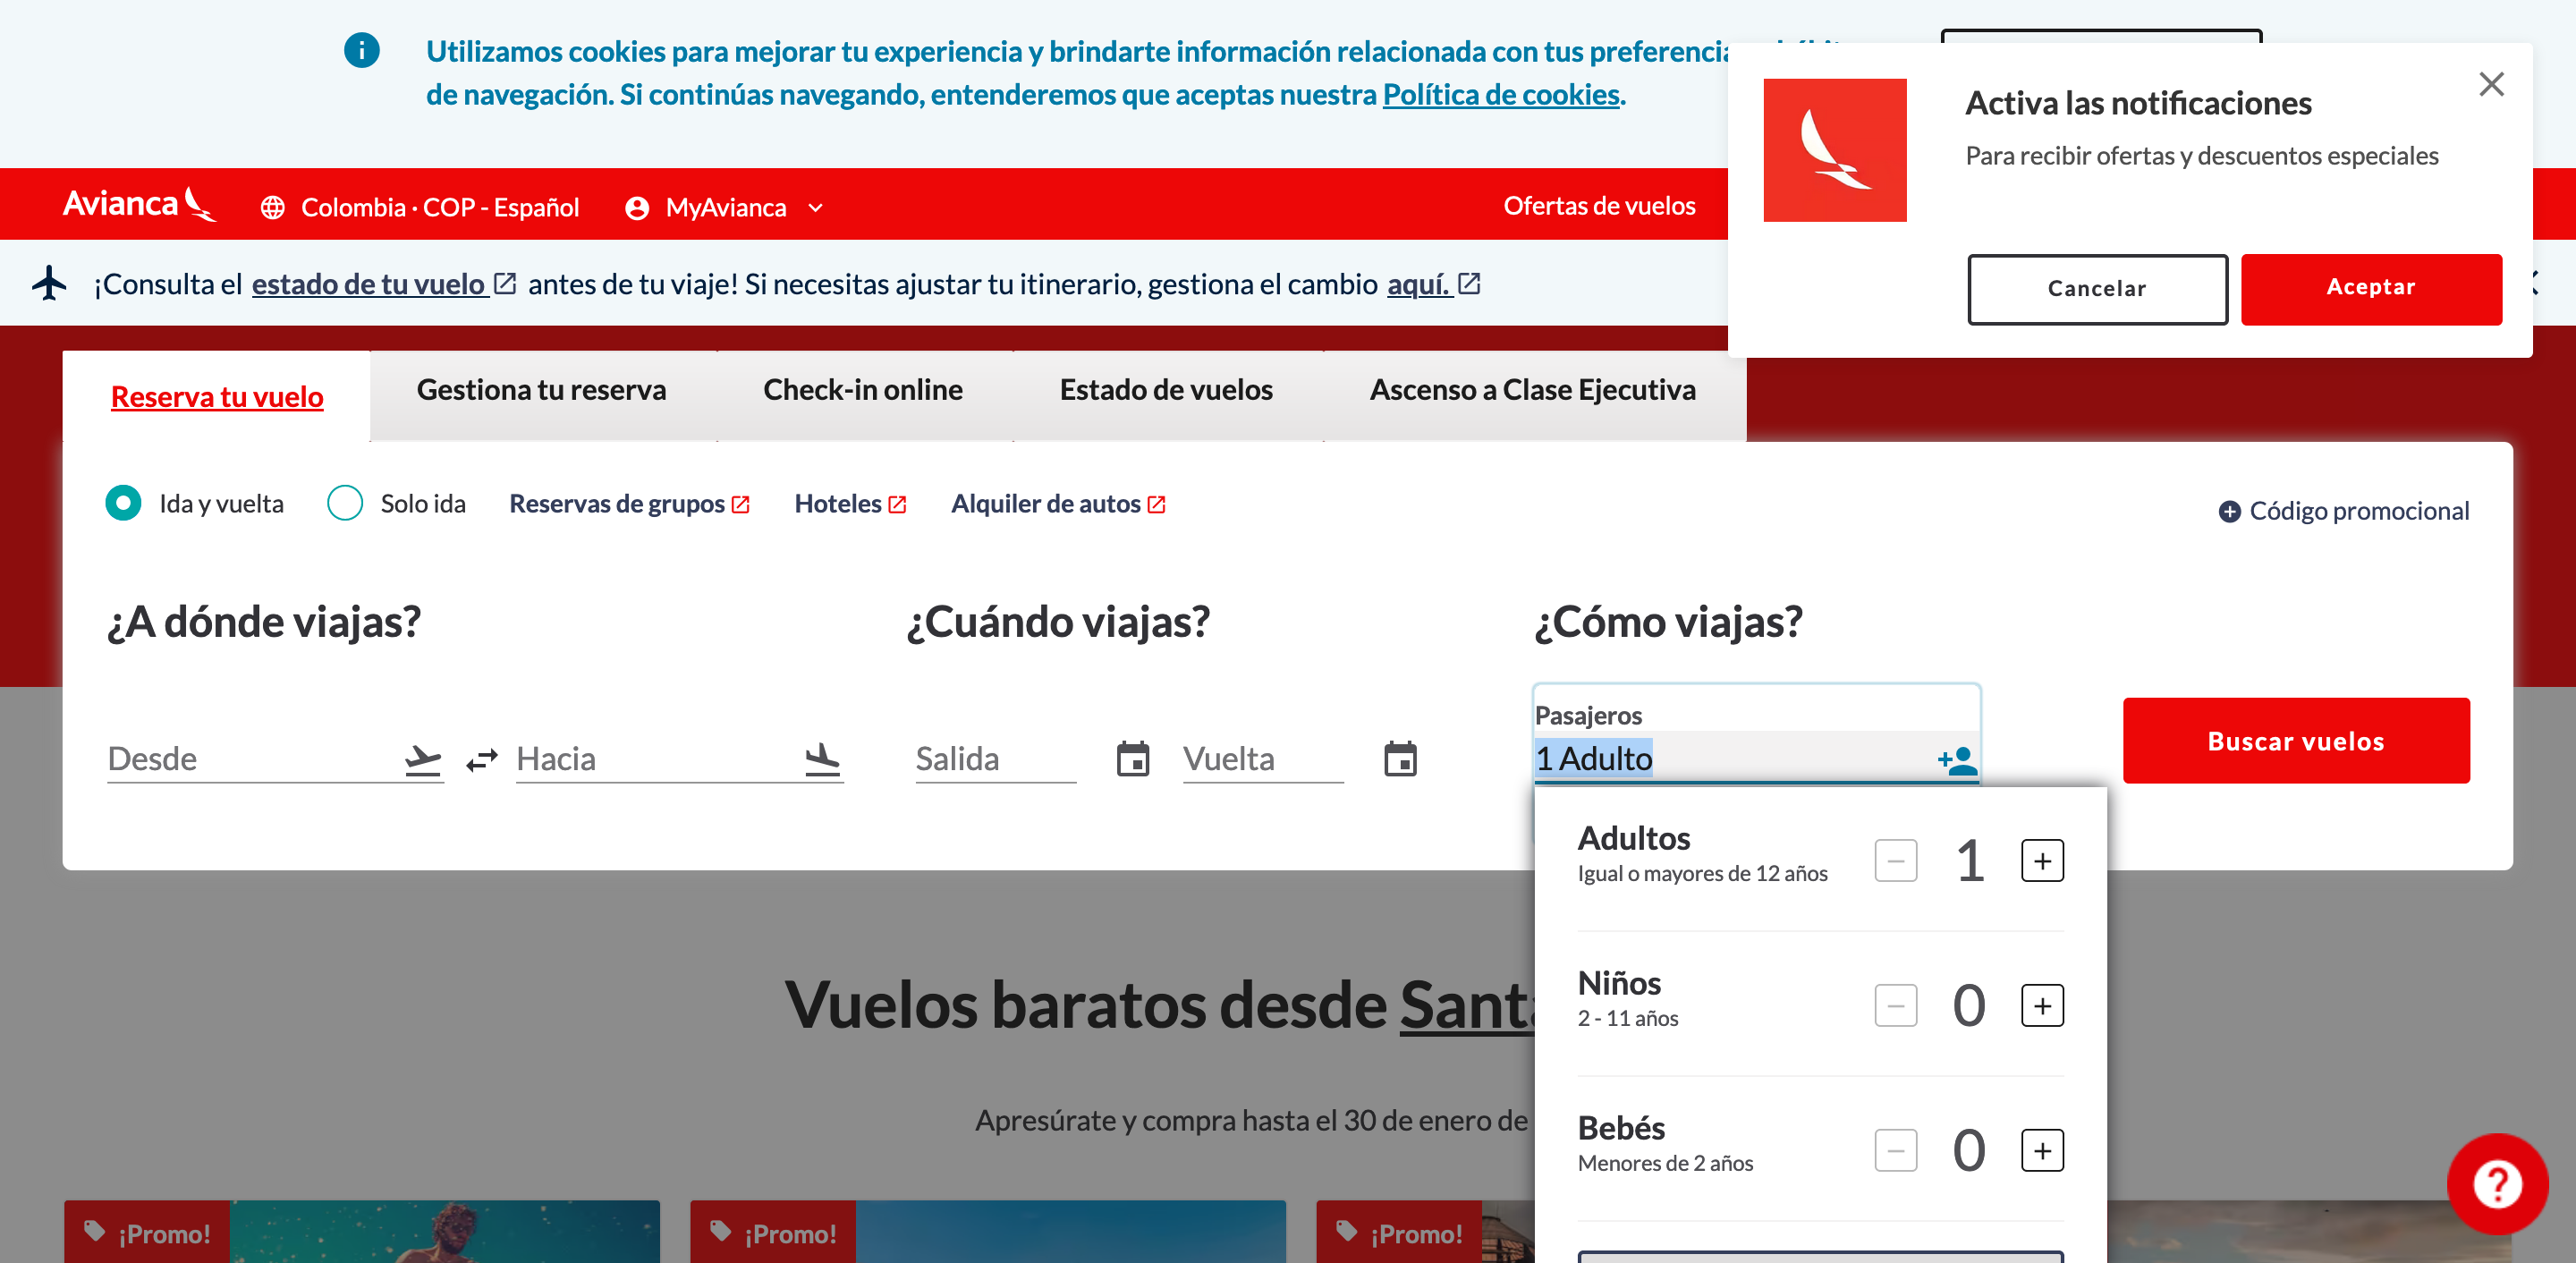 Utilizamos cookies para mejorar tu experiencia y brindarte información relacionada con tus
de navegación. Si continúas navegando, entenderemos que aceptas nuestra Política de cookies.
Activa las notificaciones
Para recibir ofertas y descuentos especiales
Cancelar
Aceptar
Avianca
Colombia · COP - Español
MyAvianca
Ofertas de vuelos
¡Consulta el estado de tu vuelo antes de tu viaje! Si necesitas ajustar tu itinerario, gestiona el cambio aquí.
Reserva tu vuelo
Gestiona tu reserva
Check-in online
Estado de vuelos
Ascenso a Clase Ejecutiva
Ida y vuelta
Solo ida
Reservas de grupos
Hoteles
Alquiler de autos
Código promocional
¿A dónde viajas?
¿Cuándo viajas?
¿Cómo viajas?
Desde
Hacia
Salida
Vuelta
Pasajeros
1 Adulto
Buscar vuelos
Adultos
Igual o mayores de 12 años
1
Niños
2 - 11 años
0
Bebés
Menores de 2 años
0
Vuelos baratos desde
Apresúrate y compra hasta el 30 de enero de
¡Promo!
¡Promo!
¡Promo!